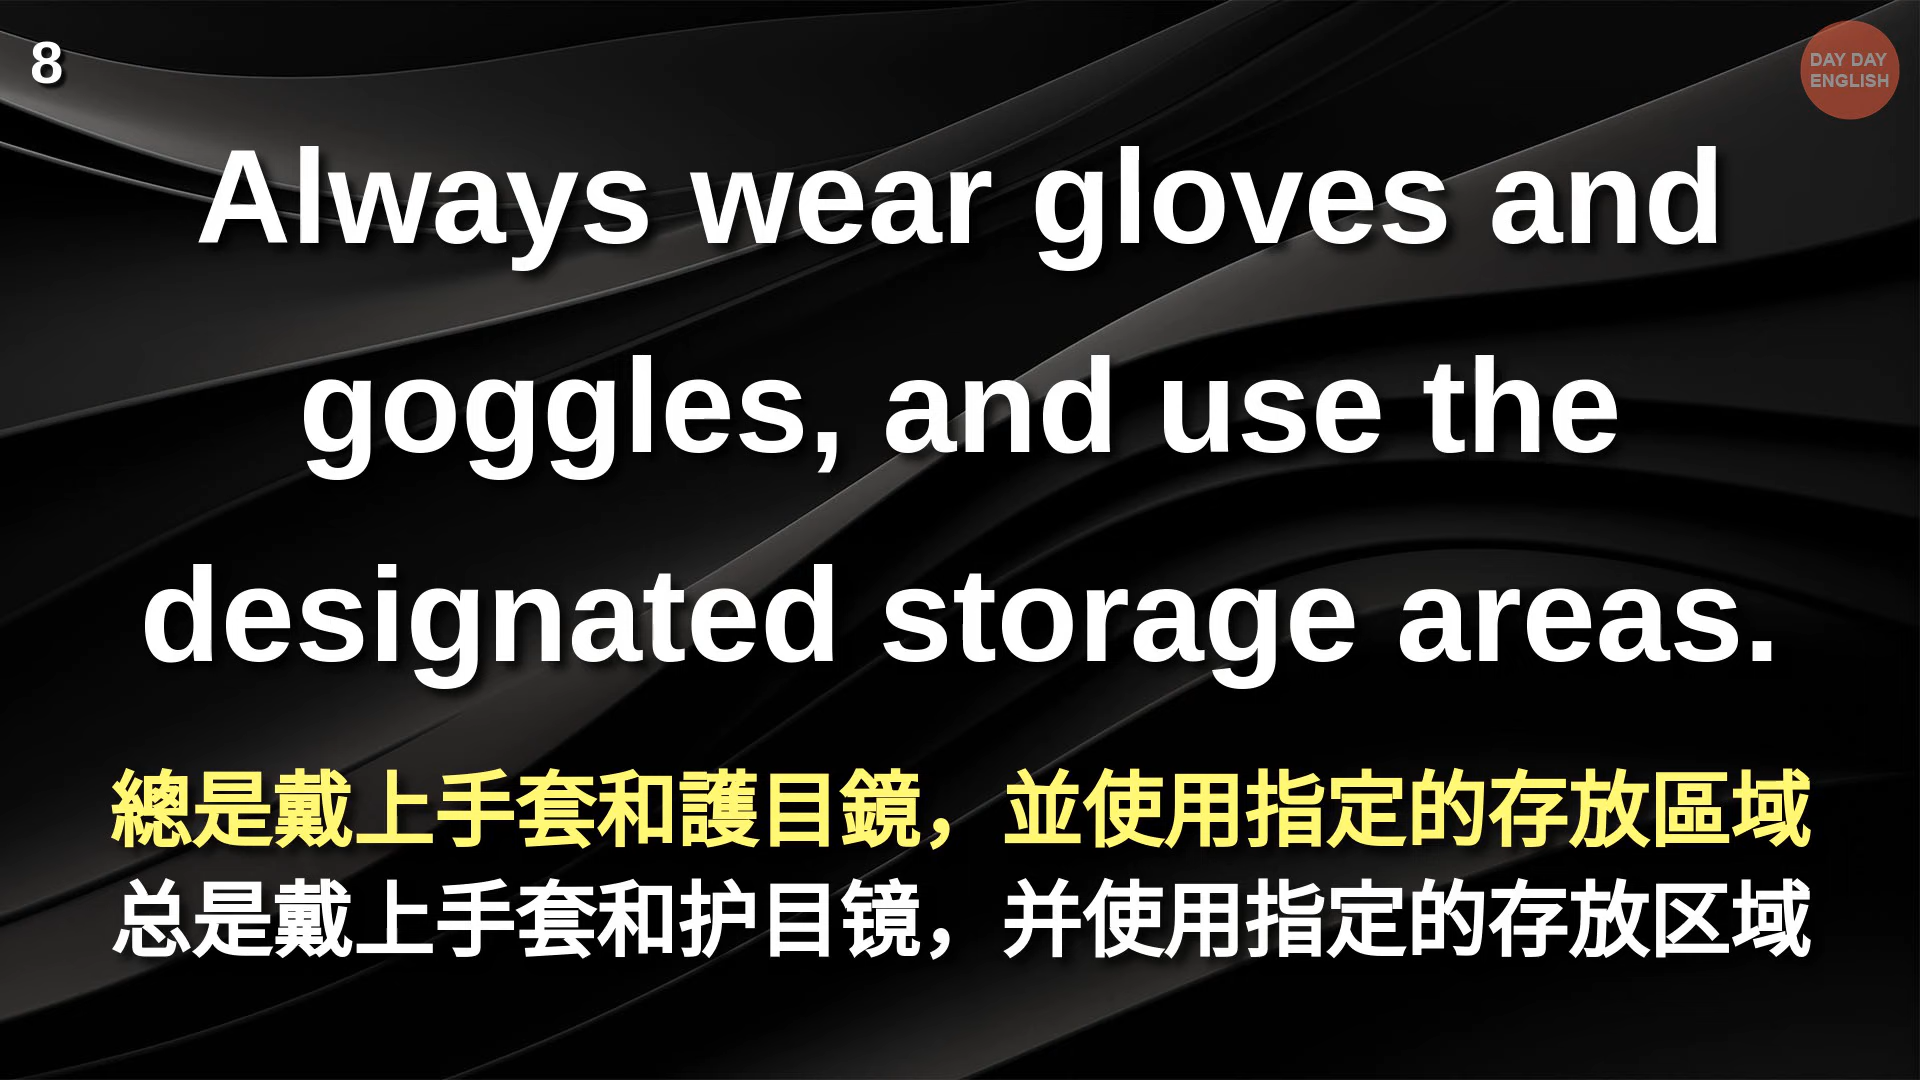 8
DAY DAY
ENGLISH
Always wear gloves and
goggles, and use the
designated storage areas.
總是戴上手套和護目鏡，並使用指定的存放區域
总是戴上手套和护目镜，并使用指定的存放区域